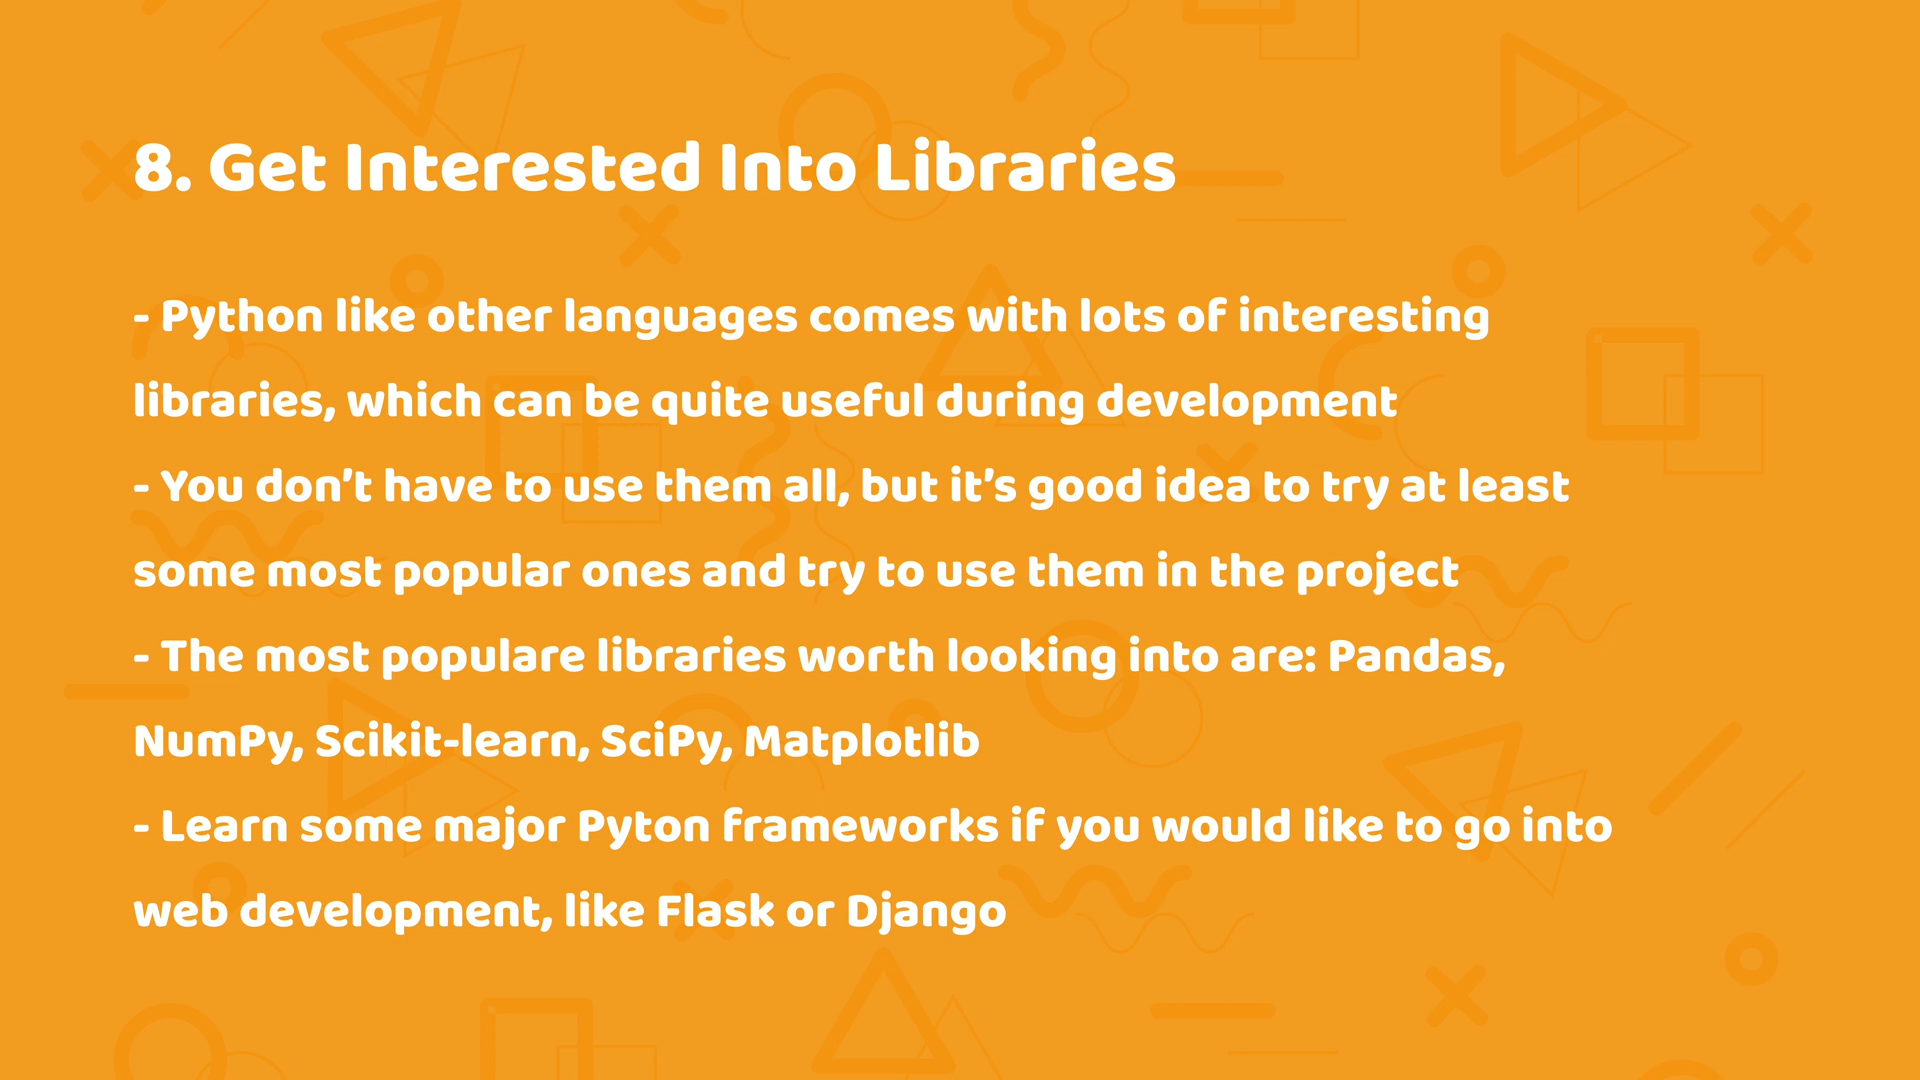 8. Get Interested Into Libraries
- Python like other languages comes with lots of interesting
libraries, which can be quite useful during development
- You don’t have to use them all, but it’s good idea to try at least
some most popular ones and try to use them in the project
- The most populare libraries worth looking into are: Pandas,
NumPy, Scikit-learn, SciPy, Matplotlib
- Learn some major Pyton frameworks if you would like to go into
web development, like Flask or Django